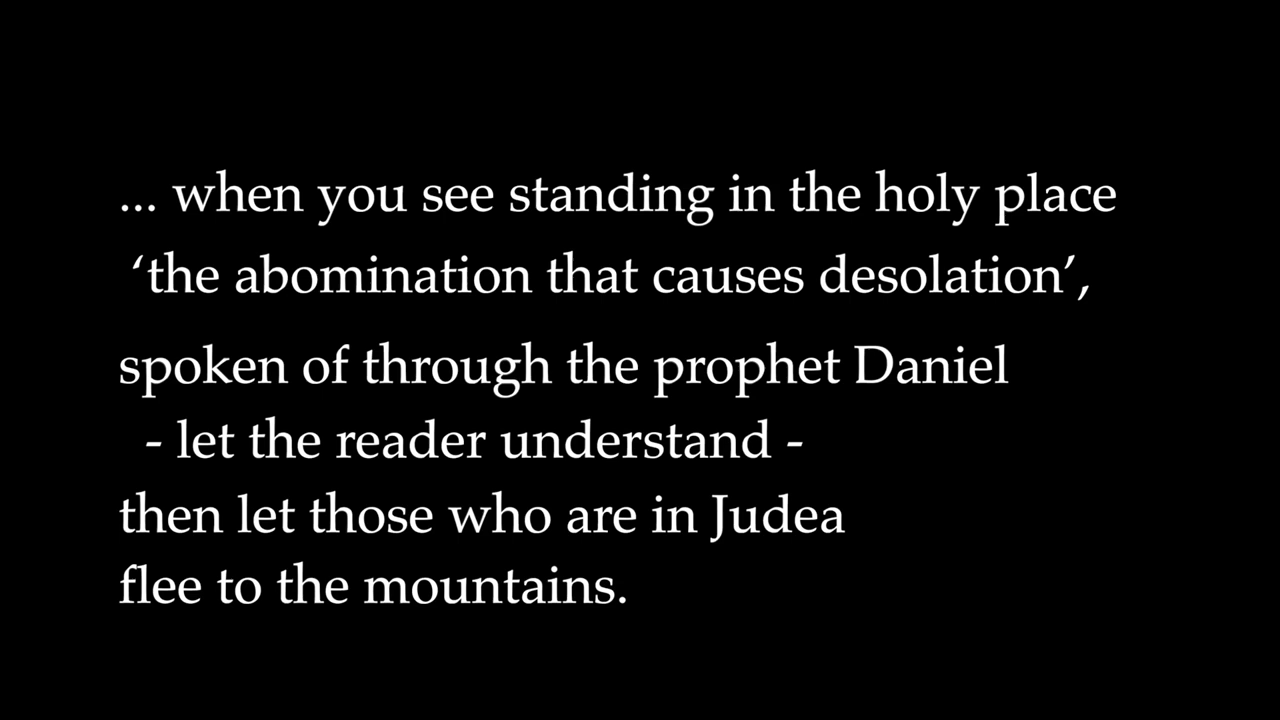 ... when you see standing in the holy place
‘the abomination that causes desolation’,
spoken of through the prophet Daniel
- let the reader understand -
then let those who are in Judea
flee to the mountains.